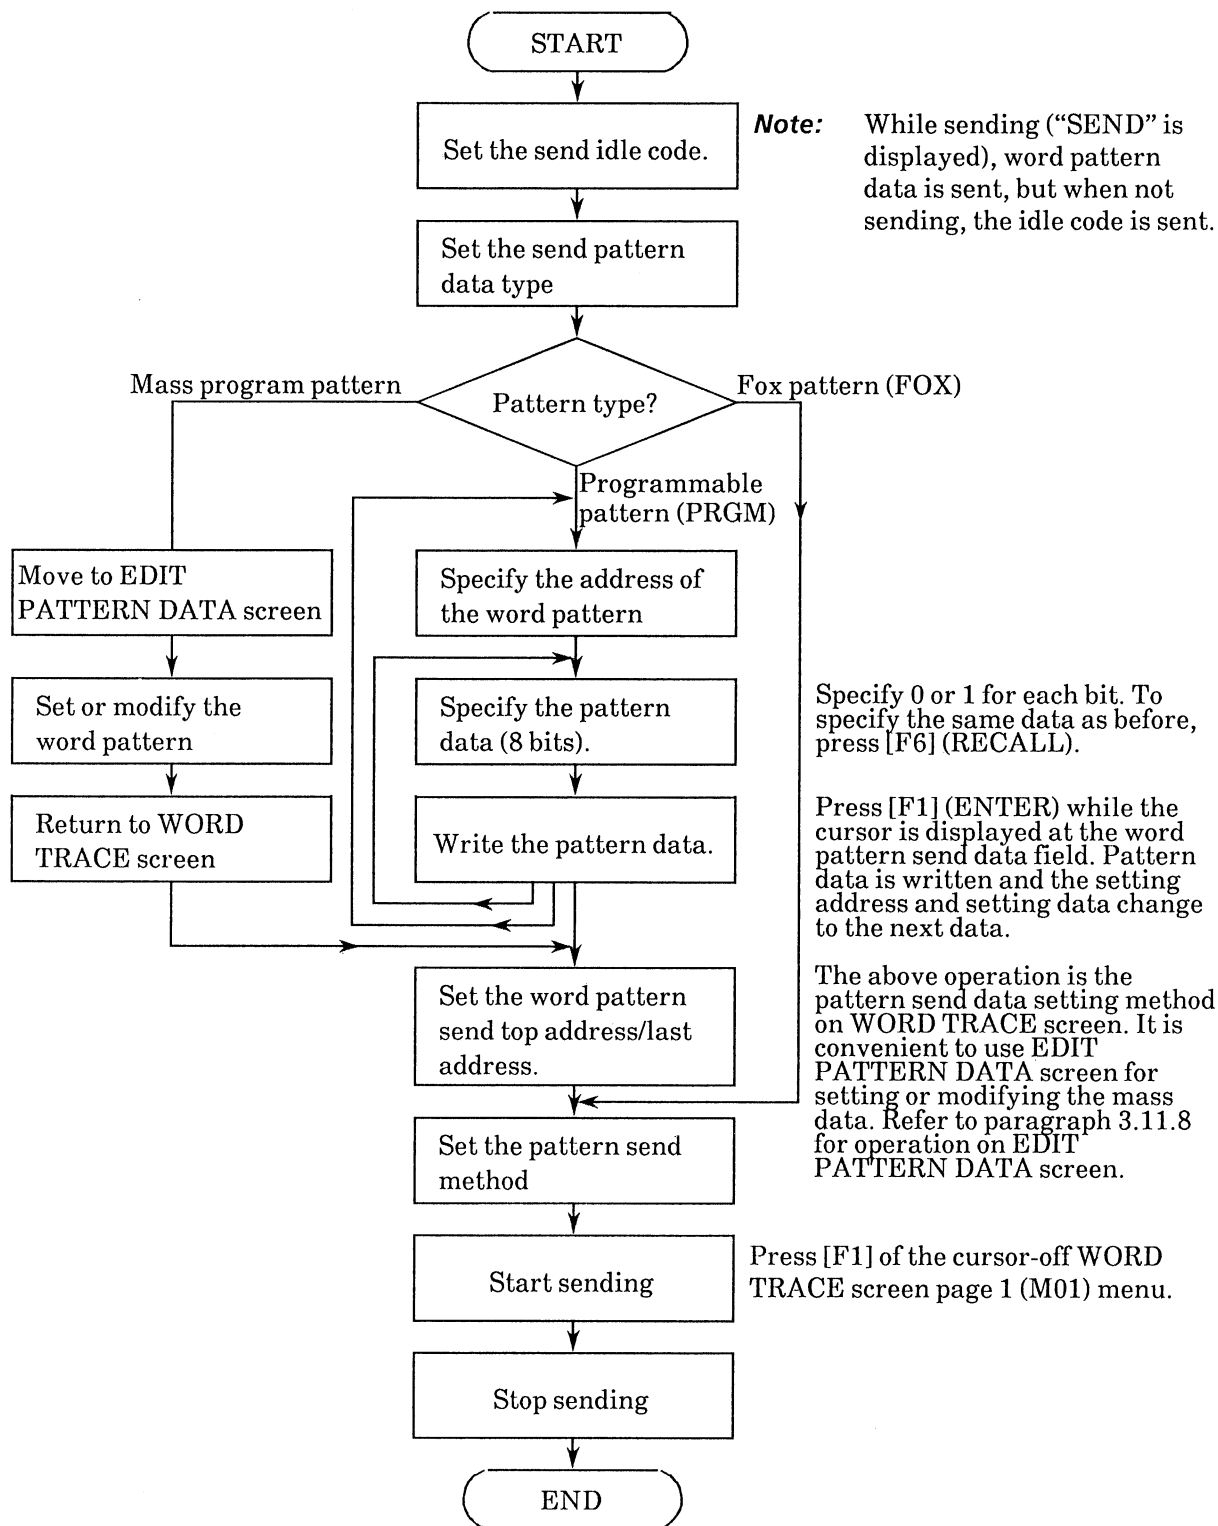 START
Set the send idle code.
Note: While sending (“SEND” is
displayed), word pattern
data is sent, but when not
sending, the idle code is sent.
Set the send pattern
data type
Mass program pattern
Pattern type?
Fox pattern (FOX)
Programmable
pattern (PRGM)
Move to EDIT
PATTERN DATA screen
Specify the address of
the word pattern
Set or modify the
word pattern
Specify the pattern
data (8 bits).
Specify 0 or 1 for each bit. To
specify the same data as before,
press [F6] (RECALL).
Return to WORD
TRACE screen
Write the pattern data.
Press [F1] (ENTER) while the
cursor is displayed at the word
pattern send data field. Pattern
data is written and the setting
address and setting data change
to the next data.
Set the word pattern
send top address/last
address.
The above operation is the
pattern send data setting method
on WORD TRACE screen. It is
convenient to use EDIT
PATTERN DATA screen for
setting or modifying the mass
data. Refer to paragraph 3.11.8
for operation on EDIT
PATTERN DATA screen.
Set the pattern send
method
Start sending
Press [F1] of the cursor-off WORD
TRACE screen page 1 (M01) menu.
Stop sending
END